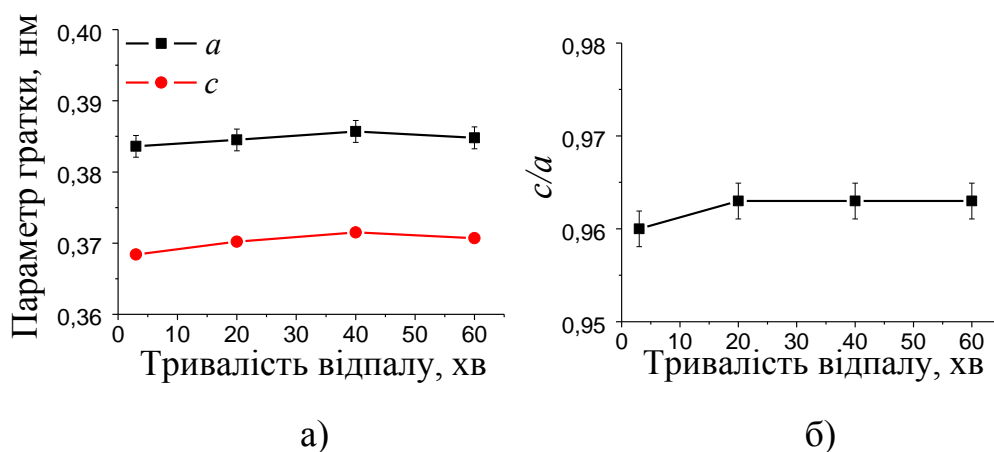 Параметр гратки, нм
0,40
0,39
0,38
0,37
0,36
a
c
0 10 20 30 40 50 60
Тривалість відпалу, хв
а)
c/a
0,98
0,97
0,96
0,95
0 10 20 30 40 50 60
Тривалість відпалу, хв
б)